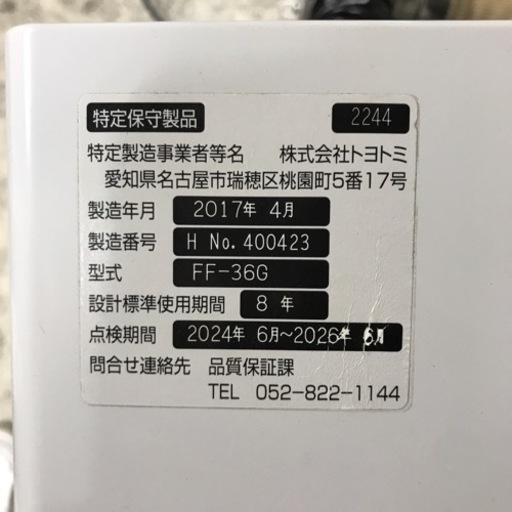 特定保守製品 2244
特定製造事業者等名 株式会社トヨトミ
愛知県名古屋市瑞穂区桃園町5番17号
製造年月 2017年 4月
製造番号 H No.400423
型式 FF-36G
設計標準使用期間 8 年
点検期間 2024年 6月～2026年 6月
問合せ連絡先 品質保証課
TEL 052-822-1144